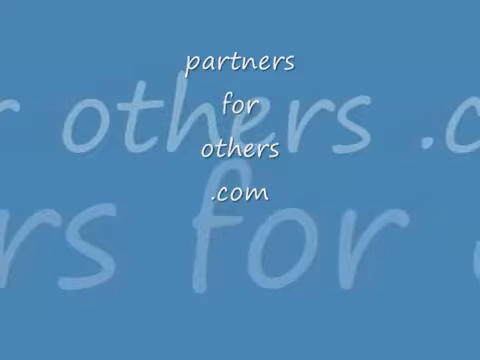 partners
for
others
.com
r others .c
rs for